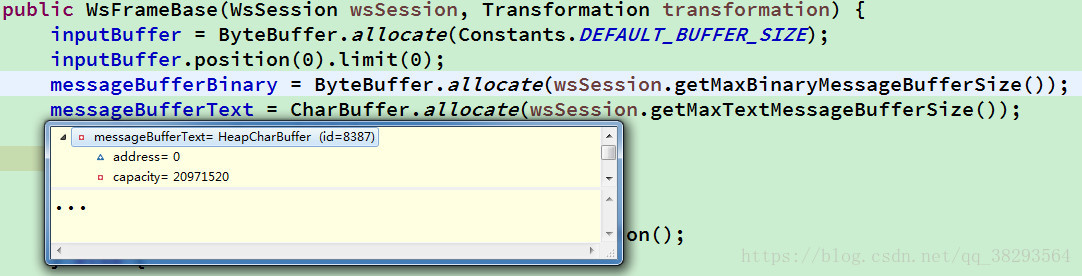 public WsFrameBase(WsSession wsSession, Transformation transformation) {
inputBuffer = ByteBuffer.allocate(Constants.DEFAULT_BUFFER_SIZE);
inputBuffer.position(0).limit(0);
messageBufferBinary = ByteBuffer.allocate(wsSession.getMaxBinaryMessageBufferSize());
messageBufferText = CharBuffer.allocate(wsSession.getMaxTextMessageBufferSize());
messageBufferText= HeapCharBuffer (id=8387)
address= 0
capacity= 20971520
...
on();
https://blog.csdn.net/qq_38293564